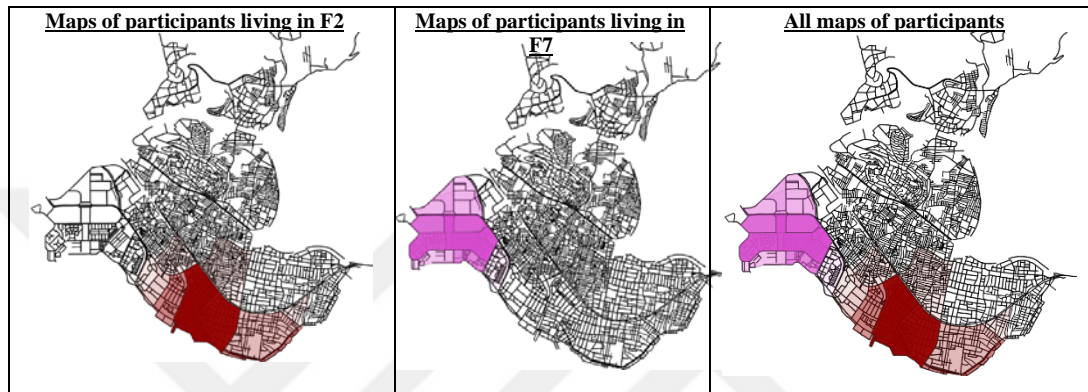 Maps of participants living in F2
Maps of participants living in
F7
All maps of participants